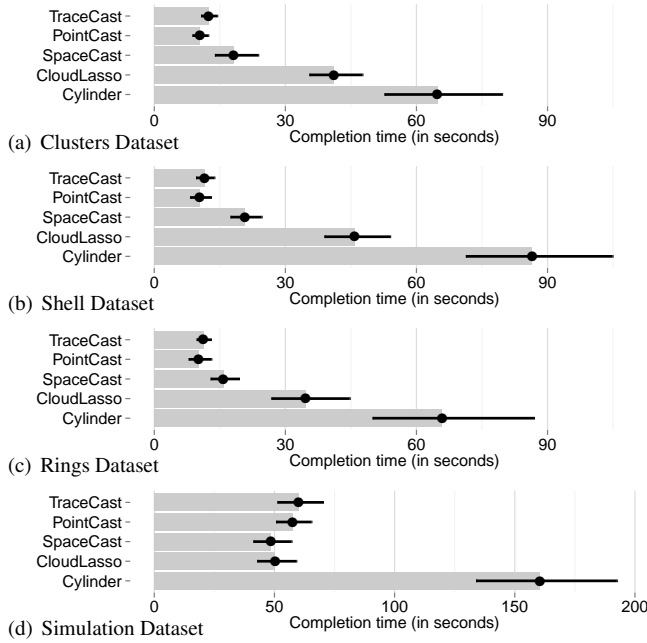 TraceCast
PointCast
SpaceCast
CloudLasso
Cylinder
0 30 60 90
Completion time (in seconds)
(a) Clusters Dataset
TraceCast
PointCast
SpaceCast
CloudLasso
Cylinder
0 30 60 90
Completion time (in seconds)
(b) Shell Dataset
TraceCast
PointCast
SpaceCast
CloudLasso
Cylinder
0 30 60 90
Completion time (in seconds)
(c) Rings Dataset
TraceCast
PointCast
SpaceCast
CloudLasso
Cylinder
0 50 100 150 200
Completion time (in seconds)
(d) Simulation Dataset